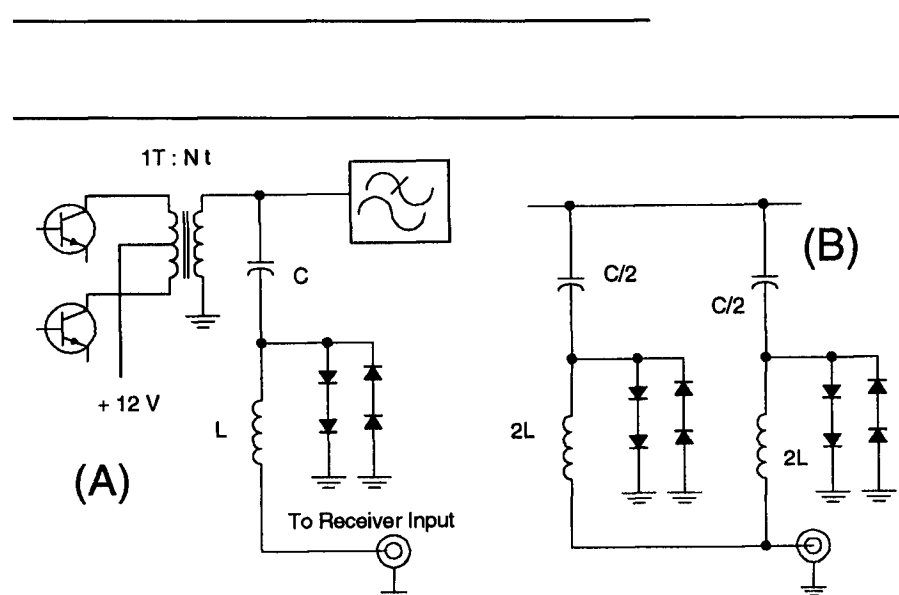 1T : N t
C
+ 12 V
L
(A)
To Receiver Input
(B)
C/2
C/2
2L
2L